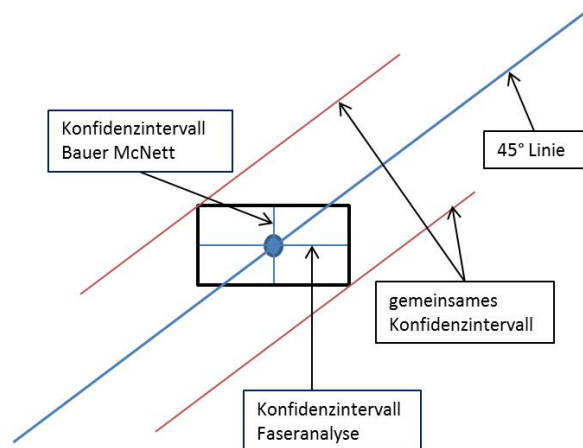 Konfidenzintervall
Bauer McNett
45° Linie
gemeinsames
Konfidenzintervall
Konfidenzintervall
Faseranalyse